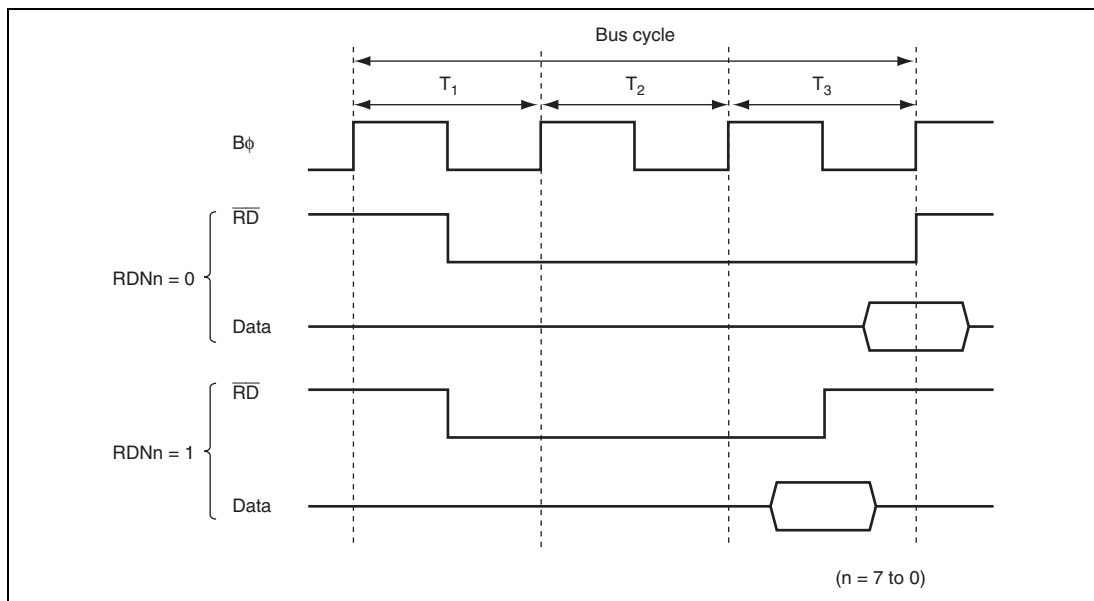 Bus cycle
T1 T2 T3
Bϕ
RD
RDNn = 0
Data
RD
RDNn = 1
Data
(n = 7 to 0)